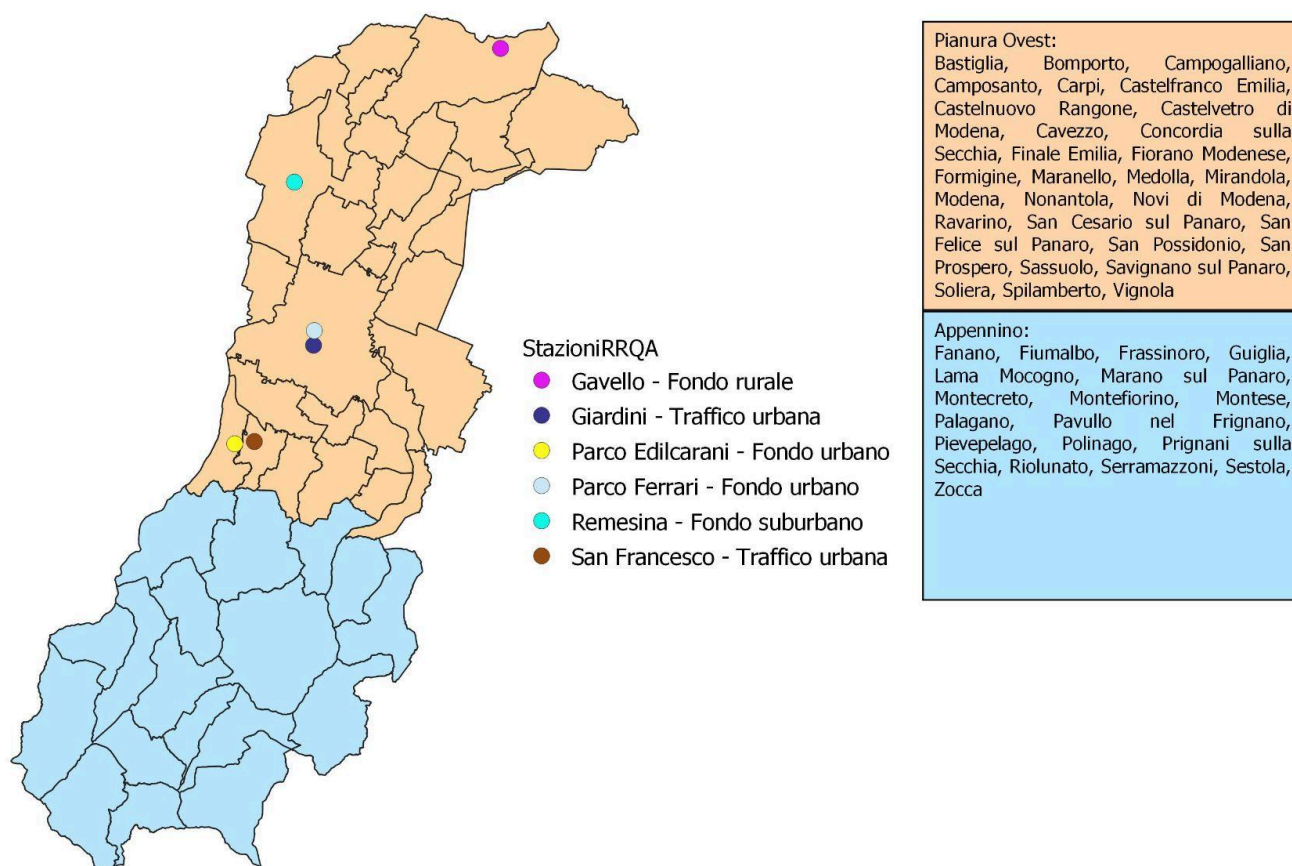 StazioniRRQA
Gavello - Fondo rurale
Giardini - Traffico urbana
Parco Edilcarani - Fondo urbano
Parco Ferrari - Fondo urbano
Remesina - Fondo suburbano
San Francesco - Traffico urbana
Pianura Ovest:
Bastiglia, Bomporto, Campogalliano,
Camposanto, Carpi, Castelfranco Emilia,
Castelnuovo Rangone, Castelvetro di
Modena, Cavezzo, Concordia sulla
Secchia, Finale Emilia, Fiorano Modenese,
Formigine, Maranello, Medolla, Mirandola,
Modena, Nonantola, Novi di Modena,
Ravarino, San Cesario sul Panaro, San
Felice sul Panaro, San Possidonio, San
Prospero, Sassuolo, Savignano sul Panaro,
Soliera, Spilamberto, Vignola
Appennino:
Fanano, Fiumalbo, Frassinoro, Guiglia,
Lama Mocogno, Marano sul Panaro,
Montecreto, Montefiorino, Montese,
Palagano, Pavullo nel Frignano,
Pievepelago, Polinago, Prignani sulla
Secchia, Riolunato, Serramazzoni, Sestola,
Zocca